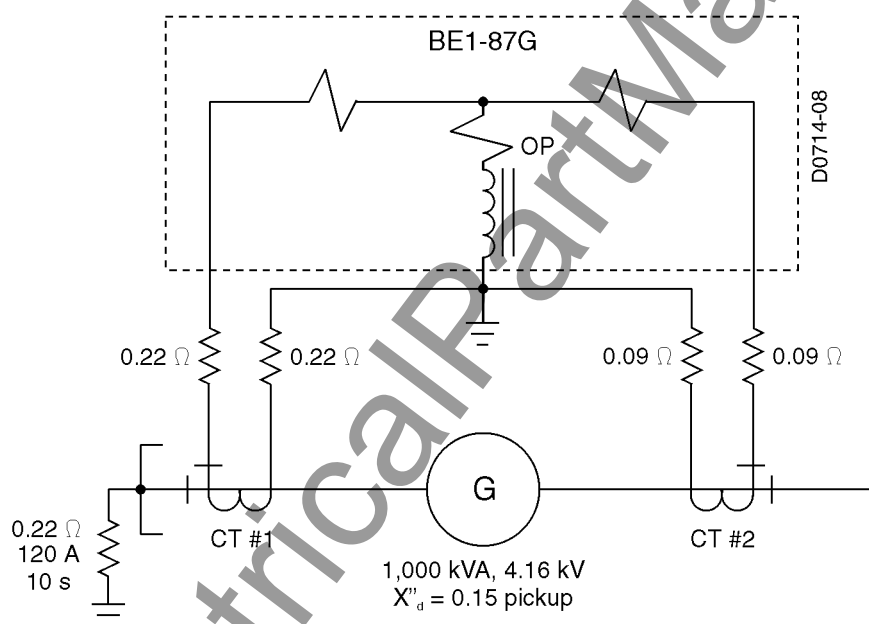 BE1-87G
D0714-08
OP
0.22 Ω
0.22 Ω
0.09 Ω
0.09 Ω
G
CT #1
CT #2
0.22 Ω
120 A
10 s
1,000 kVA, 4.16 kV
X"d = 0.15 pickup
ctricalPartMa